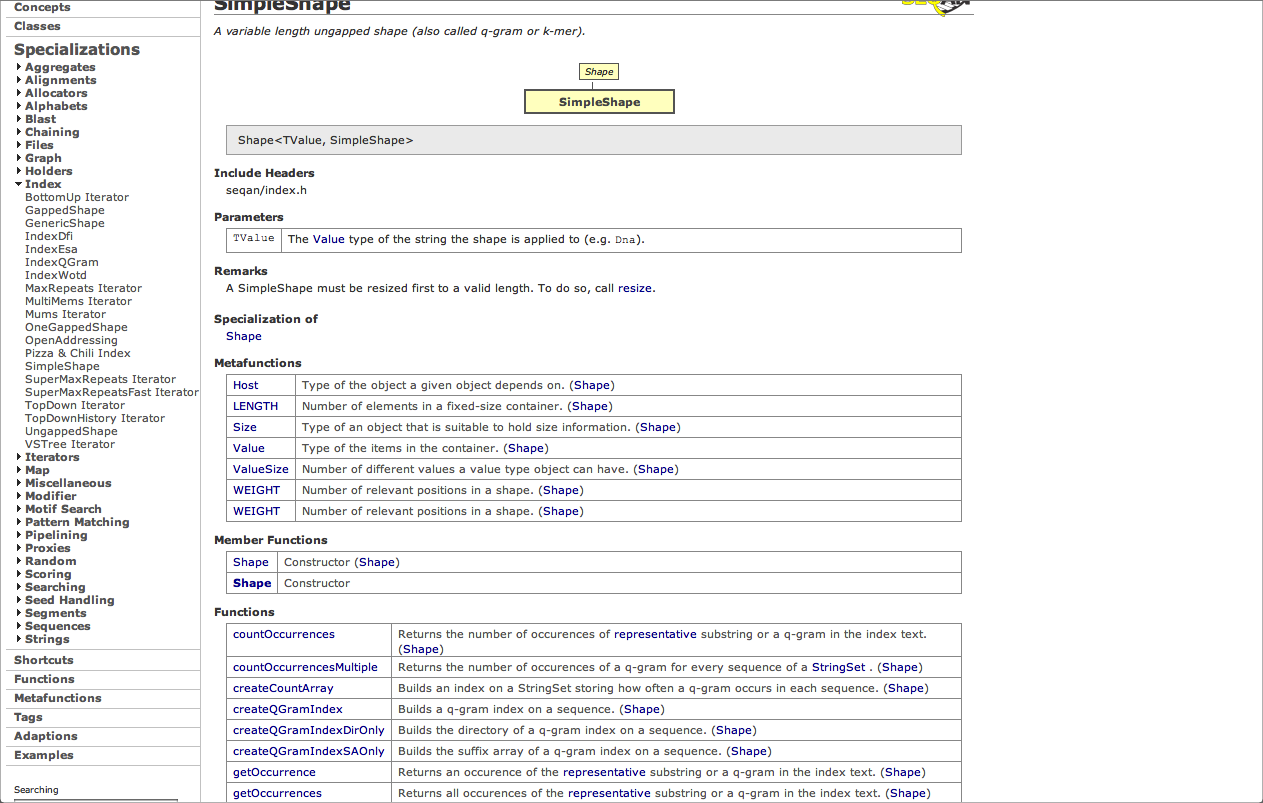 Concepts
Classes
Specializations
Aggregates
Alignments
Allocators
Alphabets
Blast
Chaining
Files
Graph
Holders
Index
BottomUp Iterator
GappedShape
GenericShape
IndexDfi
IndexEsa
IndexQGram
IndexWotd
MaxRepeats Iterator
MultiMems Iterator
Mums Iterator
OneGappedShape
OpenAddressing
Pizza & Chili Index
SimpleShape
SuperMaxRepeats Iterator
SuperMaxRepeatsFast Iterator
TopDown Iterator
TopDownHistory Iterator
UngappedShape
VSTree Iterator
Iterators
Map
Miscellaneous
Modifier
Motif Search
Pattern Matching
Pipelining
Proxies
Random
Scoring
Searching
Seed Handling
Segments
Sequences
Strings
Shortcuts
Functions
Metafunctions
Tags
Adaptions
Examples
Searching
SimpleShape
A variable length ungapped shape (also called q-gram or k-mer).
Shape
SimpleShape
Shape<TValue, SimpleShape>
Include Headers
seqan/index.h
Parameters
TValue The Value type of the string the shape is applied to (e.g. Dna).
Remarks
A SimpleShape must be resized first to a valid length. To do so, call resize.
Specialization of
Shape
Metafunctions
Host Type of the object a given object depends on. (Shape)
LENGTH Number of elements in a fixed-size container. (Shape)
Size Type of an object that is suitable to hold size information. (Shape)
Value Type of the items in the container. (Shape)
ValueSize Number of different values a value type object can have. (Shape)
WEIGHT Number of relevant positions in a shape. (Shape)
WEIGHT Number of relevant positions in a shape. (Shape)
Member Functions
Shape Constructor (Shape)
Shape Constructor
Functions
countOccurrences Returns the number of occurences of representative substring or a q-gram in the index text.
(Shape)
countOccurrencesMultiple Returns the number of occurences of a q-gram for every sequence of a StringSet . (Shape)
createCountArray Builds an index on a StringSet storing how often a q-gram occurs in each sequence. (Shape)
createQGramIndex Builds a q-gram index on a sequence. (Shape)
createQGramIndexDirOnly Builds the directory of a q-gram index on a sequence. (Shape)
createQGramIndexSAOnly Builds the suffix array of a q-gram index on a sequence. (Shape)
getOccurrence Returns an occurence of the representative substring or a q-gram in the index text. (Shape)
getOccurrences Returns all occurences of the representative substring or a q-gram in the index text. (Shape)